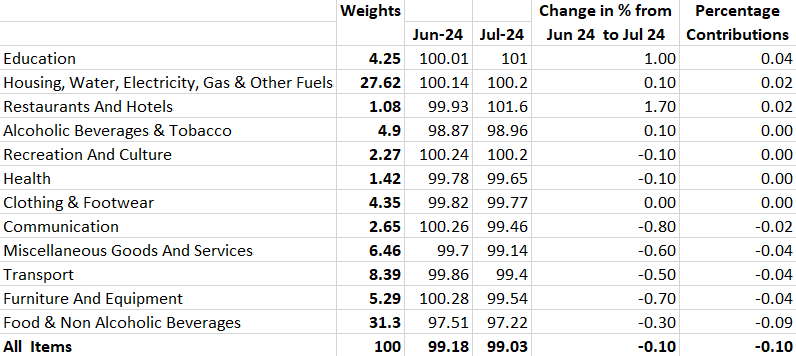 Weights Change in % from Percentage
Jun-24 Jul-24 Jun 24 to Jul 24 Contributions
Education 4.25 100.01 101 1.00 0.04
Housing, Water, Electricity, Gas & Other Fuels 27.62 100.14 100.2 0.10 0.02
Restaurants And Hotels 1.08 99.93 101.6 1.70 0.02
Alcoholic Beverages & Tobacco 4.9 98.87 98.96 0.10 0.00
Recreation And Culture 2.27 100.24 100.2 -0.10 0.00
Health 1.42 99.78 99.65 -0.10 0.00
Clothing & Footwear 4.35 99.82 99.77 0.00 0.00
Communication 2.65 100.26 99.46 -0.80 -0.02
Miscellaneous Goods And Services 6.46 99.7 99.14 -0.60 -0.04
Transport 8.39 99.86 99.4 -0.50 -0.04
Furniture And Equipment 5.29 100.28 99.54 -0.70 -0.04
Food & Non Alcoholic Beverages 31.3 97.51 97.22 -0.30 -0.09
All Items 100 99.18 99.03 -0.10 -0.10